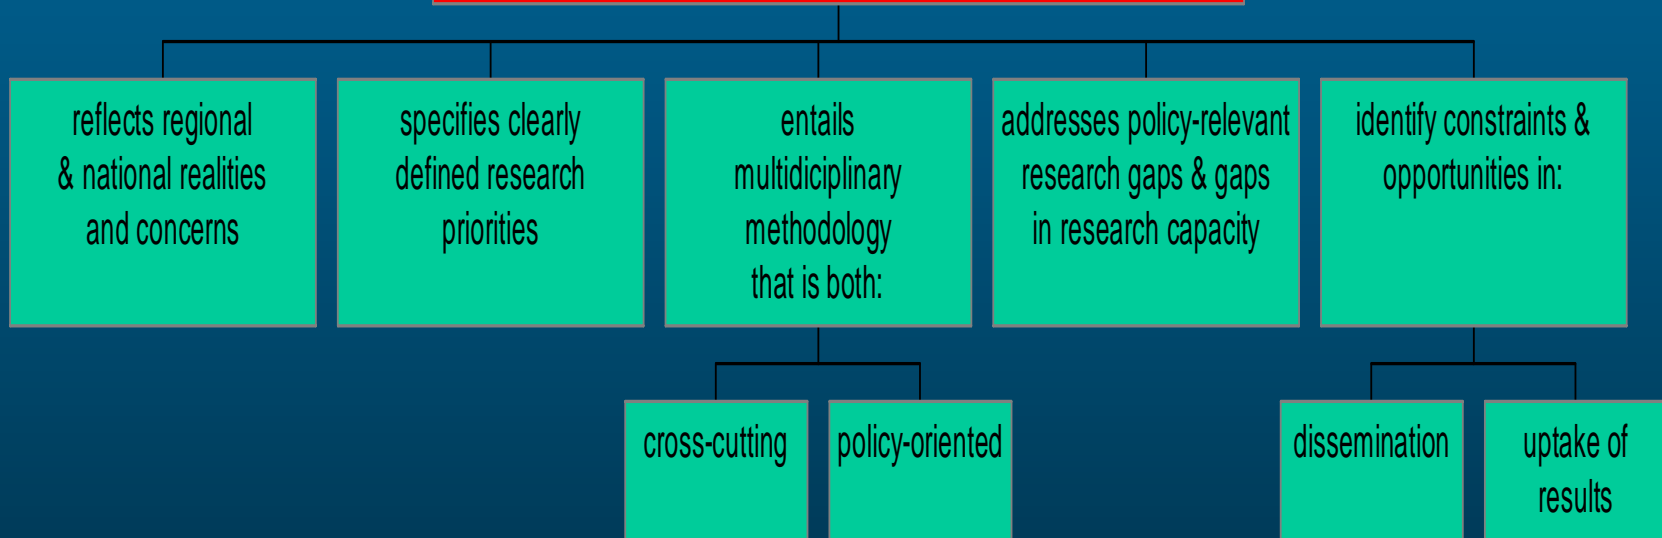 reflects regional
& national realities
and concerns
specifies clearly
defined research
priorities
entails
multidiciplinary
methodology
that is both:
addresses policy-relevant
research gaps & gaps
in research capacity
identify constraints &
opportunities in:
cross-cutting
policy-oriented
dissemination
uptake of
results